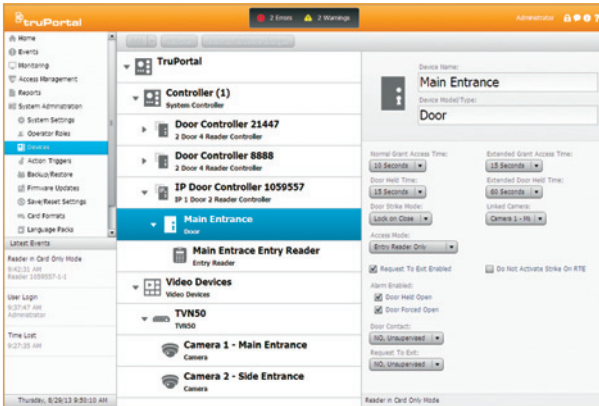 truPortal
2 Errors
2 Warnings
Administrator
Home
Events
Monitoring
Access Management
Reports
System Administration
System Settings
Operator Roles
Devices
Action Triggers
Backup/Restore
Firmware Updates
Save/Reset Settings
Card Formats
Language Packs
Latest Events
Reader in Card Only Mode
9:42:31 AM
Reader 1059557-1-1
User Login
9:37:47 AM
Administrator
Time Lost
9:27:35 AM
Thursday, 8/29/13 9:50:10 AM
TruPortal
Controller (1)
System Controller
Door Controller 21447
2 Door 4 Reader Controller
Door Controller 8888
2 Door 4 Reader Controller
IP Door Controller 1059557
IP 1 Door 2 Reader Controller
Main Entrance
Door
Main Entrace Entry Reader
Entry Reader
Video Devices
Video Devices
TVN50
TVN50
Camera 1 - Main Entrance
Camera
Camera 2 - Side Entrance
Camera
Device Name:
Main Entrance
Device Model/Type:
Door
Normal Grant Access Time:
Extended Grant Access Time:
10 Seconds
15 Seconds
Door Held Time:
Extended Door Held Time:
15 Seconds
60 Seconds
Door Strike Mode:
Linked Camera:
Lock on Close
Camera 1 - M
Access Mode:
Entry Reader Only
Request To Exit Enabled
Do Not Activate Strike On RTE
Alarm Enabled:
Door Held Open
Door Forced Open
Door Contact:
NO, Unsupervised
Request To Exit:
NO, Unsupervised
Reader in Card Only Mode